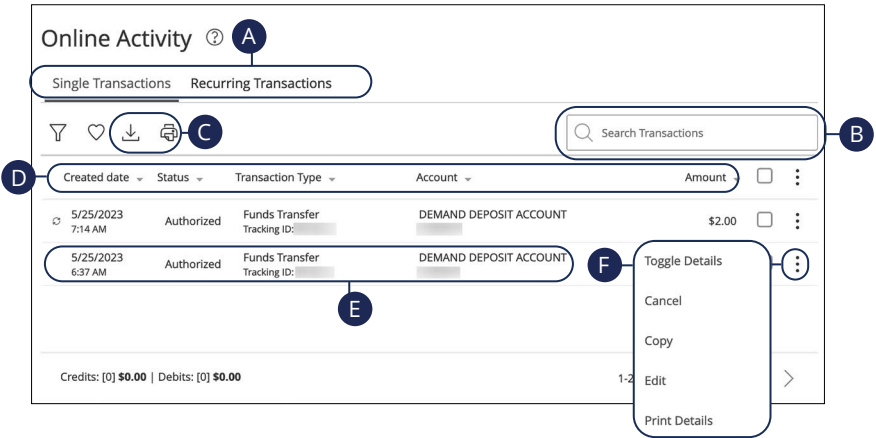 Online Activity ? A
Single Transactions Recurring Transactions
C
Search Transactions B
D Created date Status Transaction Type Account Amount
5/25/2023 Authorized Funds Transfer DEMAND DEPOSIT ACCOUNT $2.00
7:14 AM Tracking ID:
5/25/2023 Authorized Funds Transfer DEMAND DEPOSIT ACCOUNT F Toggle Details
6:37 AM Tracking ID:
E Cancel
Copy
Credits: [0] $0.00 | Debits: [0] $0.00 1-2 Edit
Print Details